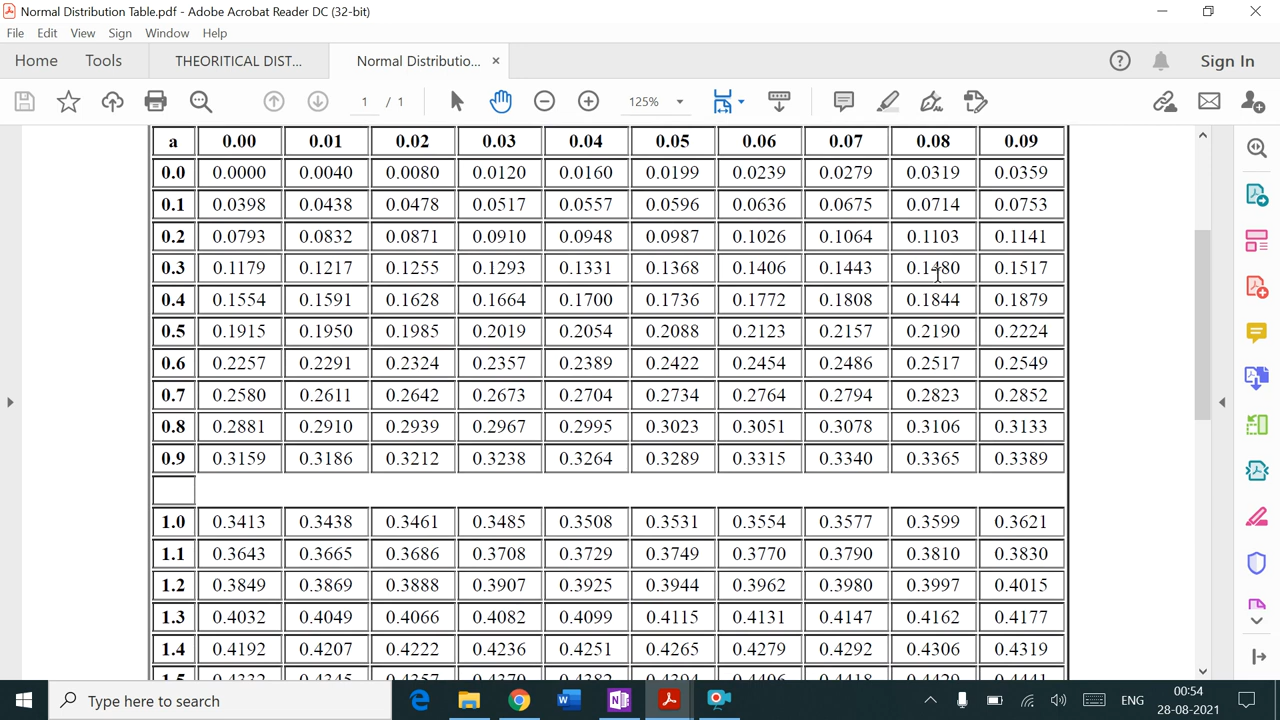 Normal Distribution Table.pdf - Adobe Acrobat Reader DC (32-bit)
File Edit View Sign Window Help
Home Tools THEORITICAL DIST... Normal Distributio... × Sign In
1 / 1 125%
a 0.00 0.01 0.02 0.03 0.04 0.05 0.06 0.07 0.08 0.09
0.0 0.0000 0.0040 0.0080 0.0120 0.0160 0.0199 0.0239 0.0279 0.0319 0.0359
0.1 0.0398 0.0438 0.0478 0.0517 0.0557 0.0596 0.0636 0.0675 0.0714 0.0753
0.2 0.0793 0.0832 0.0871 0.0910 0.0948 0.0987 0.1026 0.1064 0.1103 0.1141
0.3 0.1179 0.1217 0.1255 0.1293 0.1331 0.1368 0.1406 0.1443 0.1480 0.1517
0.4 0.1554 0.1591 0.1628 0.1664 0.1700 0.1736 0.1772 0.1808 0.1844 0.1879
0.5 0.1915 0.1950 0.1985 0.2019 0.2054 0.2088 0.2123 0.2157 0.2190 0.2224
0.6 0.2257 0.2291 0.2324 0.2357 0.2389 0.2422 0.2454 0.2486 0.2517 0.2549
0.7 0.2580 0.2611 0.2642 0.2673 0.2704 0.2734 0.2764 0.2794 0.2823 0.2852
0.8 0.2881 0.2910 0.2939 0.2967 0.2995 0.3023 0.3051 0.3078 0.3106 0.3133
0.9 0.3159 0.3186 0.3212 0.3238 0.3264 0.3289 0.3315 0.3340 0.3365 0.3389
1.0 0.3413 0.3438 0.3461 0.3485 0.3508 0.3531 0.3554 0.3577 0.3599 0.3621
1.1 0.3643 0.3665 0.3686 0.3708 0.3729 0.3749 0.3770 0.3790 0.3810 0.3830
1.2 0.3849 0.3869 0.3888 0.3907 0.3925 0.3944 0.3962 0.3980 0.3997 0.4015
1.3 0.4032 0.4049 0.4066 0.4082 0.4099 0.4115 0.4131 0.4147 0.4162 0.4177
1.4 0.4192 0.4207 0.4222 0.4236 0.4251 0.4265 0.4279 0.4292 0.4306 0.4319
Type here to search ENG 00:54
28-08-2021